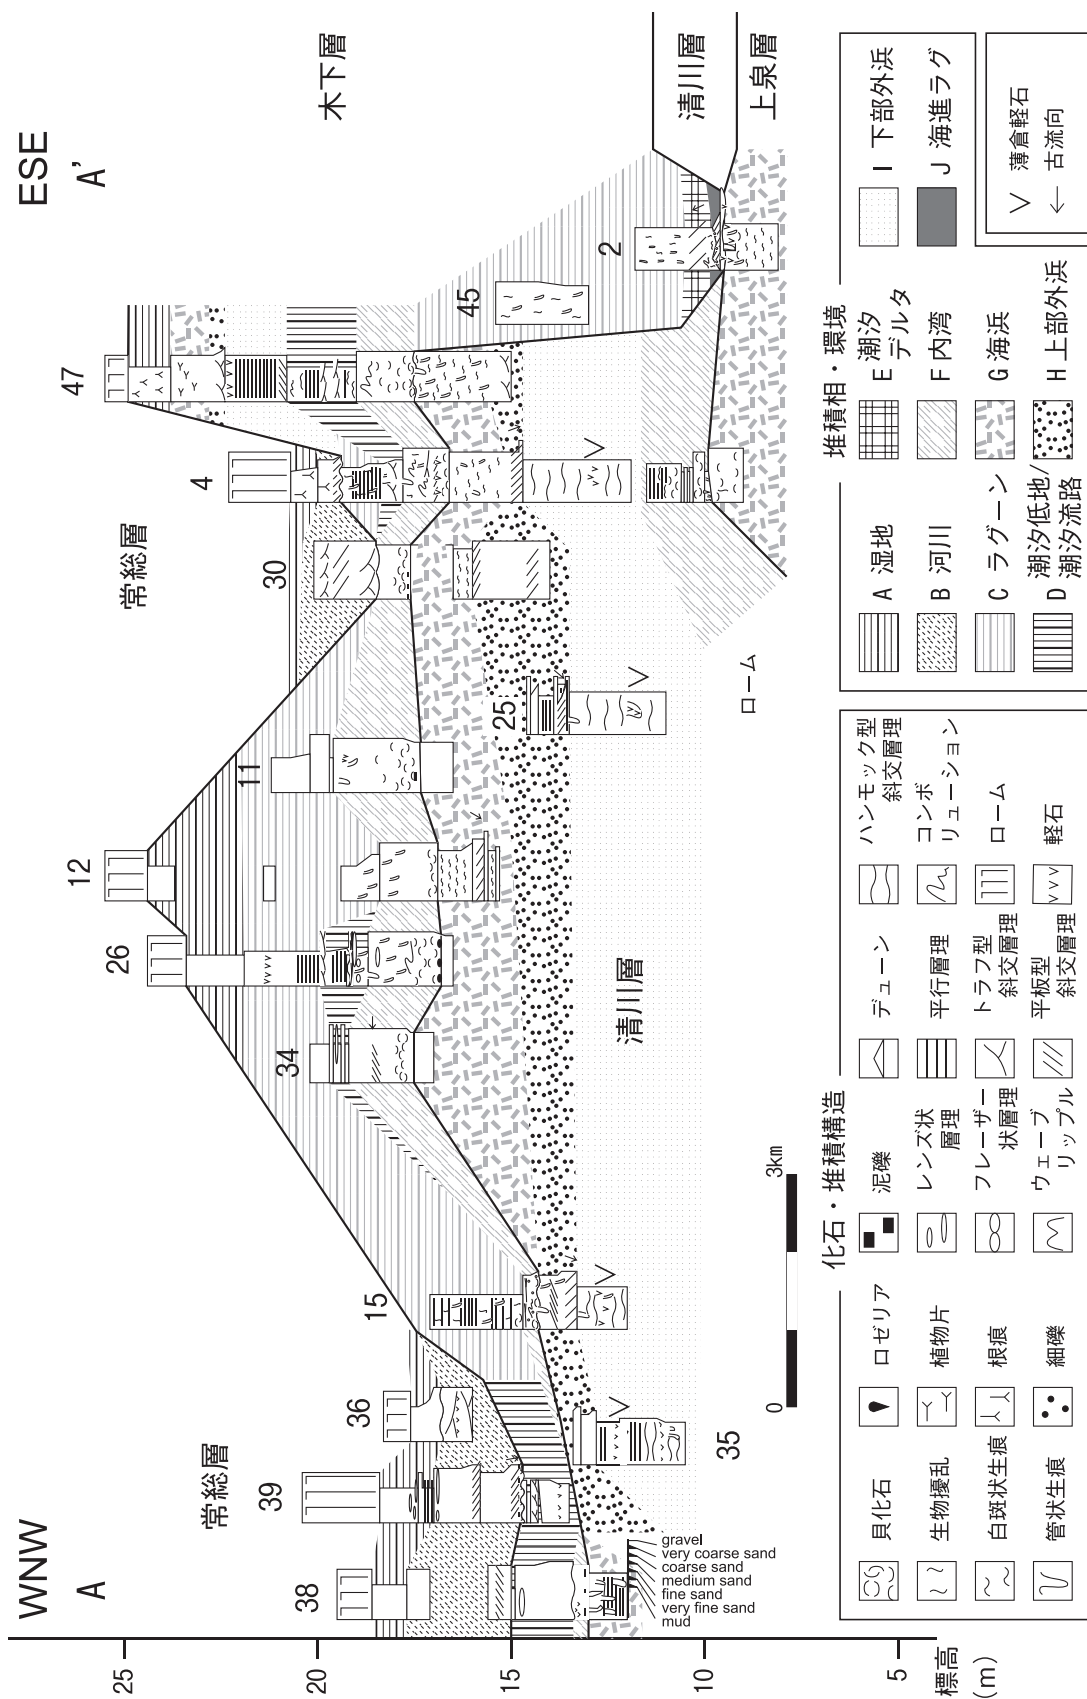 WNW
A
ESE
A'
常総層
常総層
木下層
清川層
清川層
上泉層
ローム
38
39
36
35
15
34
26
12
11
25
30
4
47
45
2
25
20
15
10
5
標高
(m)
gravel
very coarse sand
coarse sand
medium sand
fine sand
very fine sand
mud
0
3km
化石・堆積構造
貝化石
生物擾乱
白斑状生痕
管状生痕
ロゼリア
植物片
根痕
細礫
泥礫
レンズ状
層理
フレーザー
状層理
ウェーブ
リップル
デューン
平行層理
トラフ型
斜交層理
平板型
斜交層理
ハンモック型
斜交層理
コンボ
リューション
ローム
軽石
堆積相・環境
A 湿地
B 河川
C ラグーン
D 潮汐低地/
潮汐流路
E 潮汐
デルタ
F 内湾
G 海浜
H 上部外浜
I 下部外浜
J 海進ラグ
薄倉軽石
古流向